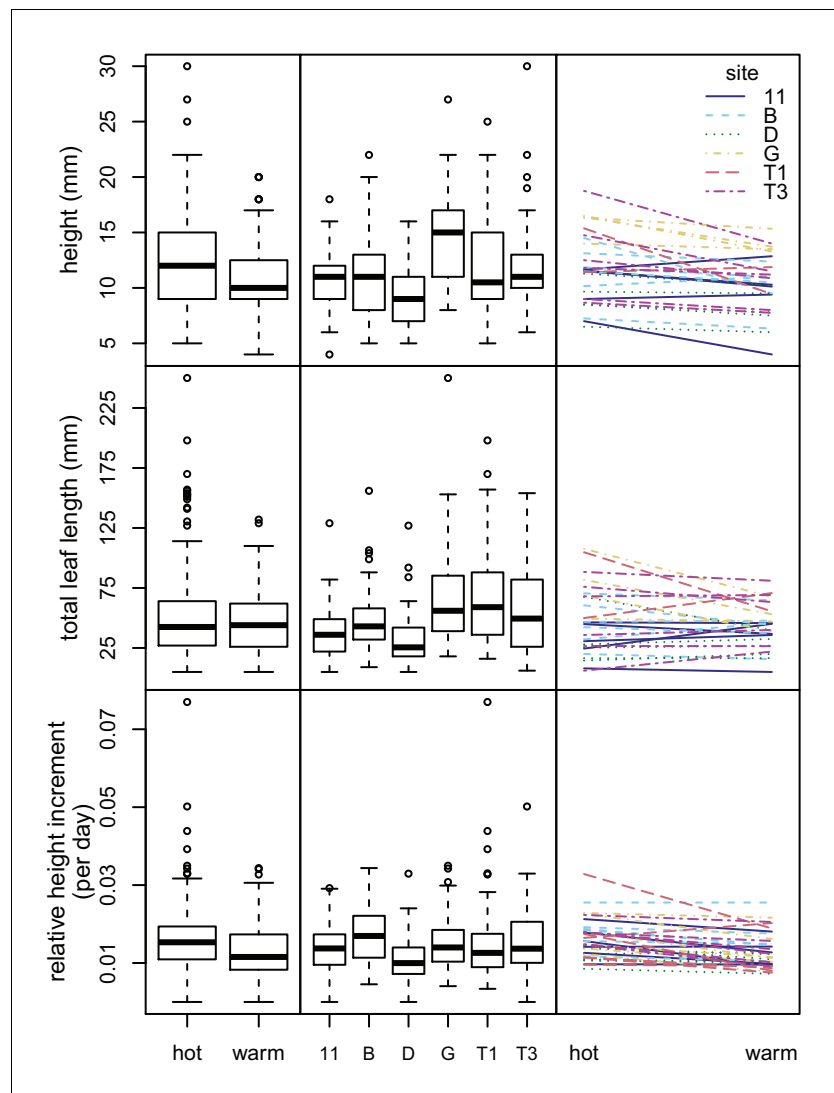 height (mm)
5
10
15
20
25
30
site
11
B
D
G
T1
T3
total leaf length (mm)
25
75
125
175
225
relative height increment
(per day)
0.01
0.03
0.05
0.07
hot
warm
11
B
D
G
T1
T3
hot
warm